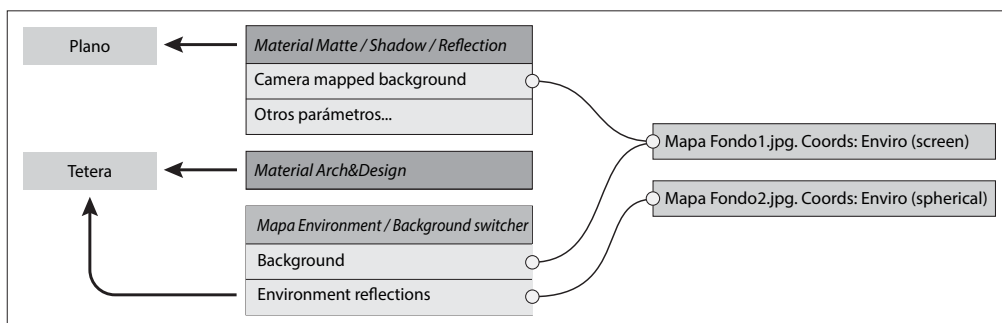 Plano
Material Matte / Shadow / Reflection
Camera mapped background
Otros parámetros...
Mapa Fondo1.jpg. Coords: Enviro (screen)
Tetera
Material Arch&Design
Mapa Fondo2.jpg. Coords: Enviro (spherical)
Mapa Environment / Background switcher
Background
Environment reflections